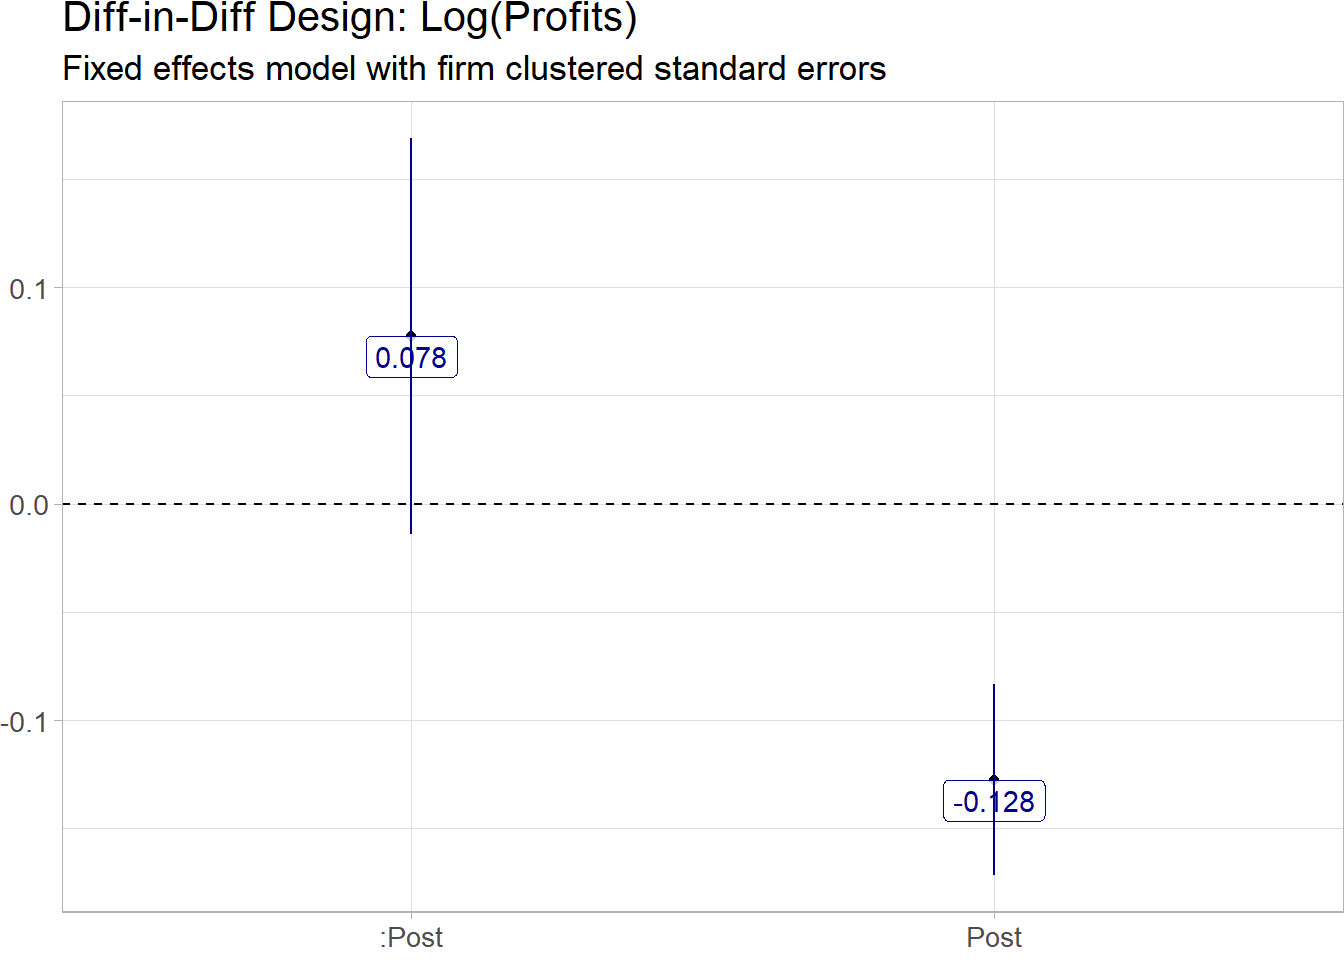 Diff-in-Diff Design: Log(Profits)
Fixed effects model with firm clustered standard errors
0.1
0.078
0.0
-0.1
-0.128
:Post
Post